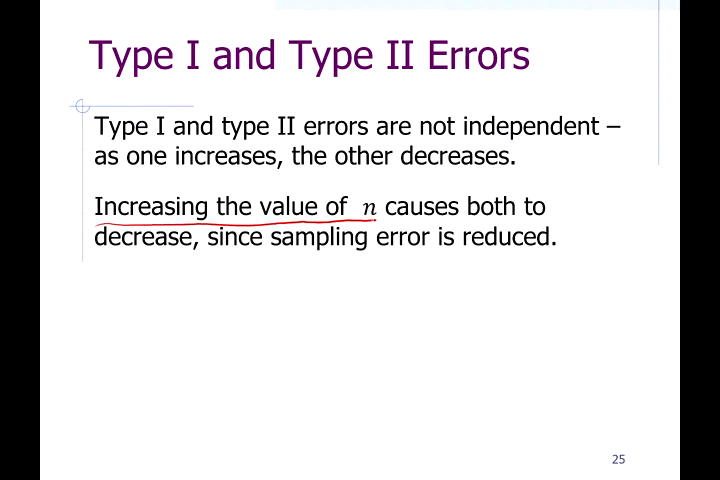 Type I and Type II Errors
Type I and type II errors are not independent –
as one increases, the other decreases.
Increasing the value of n causes both to
decrease, since sampling error is reduced.
25